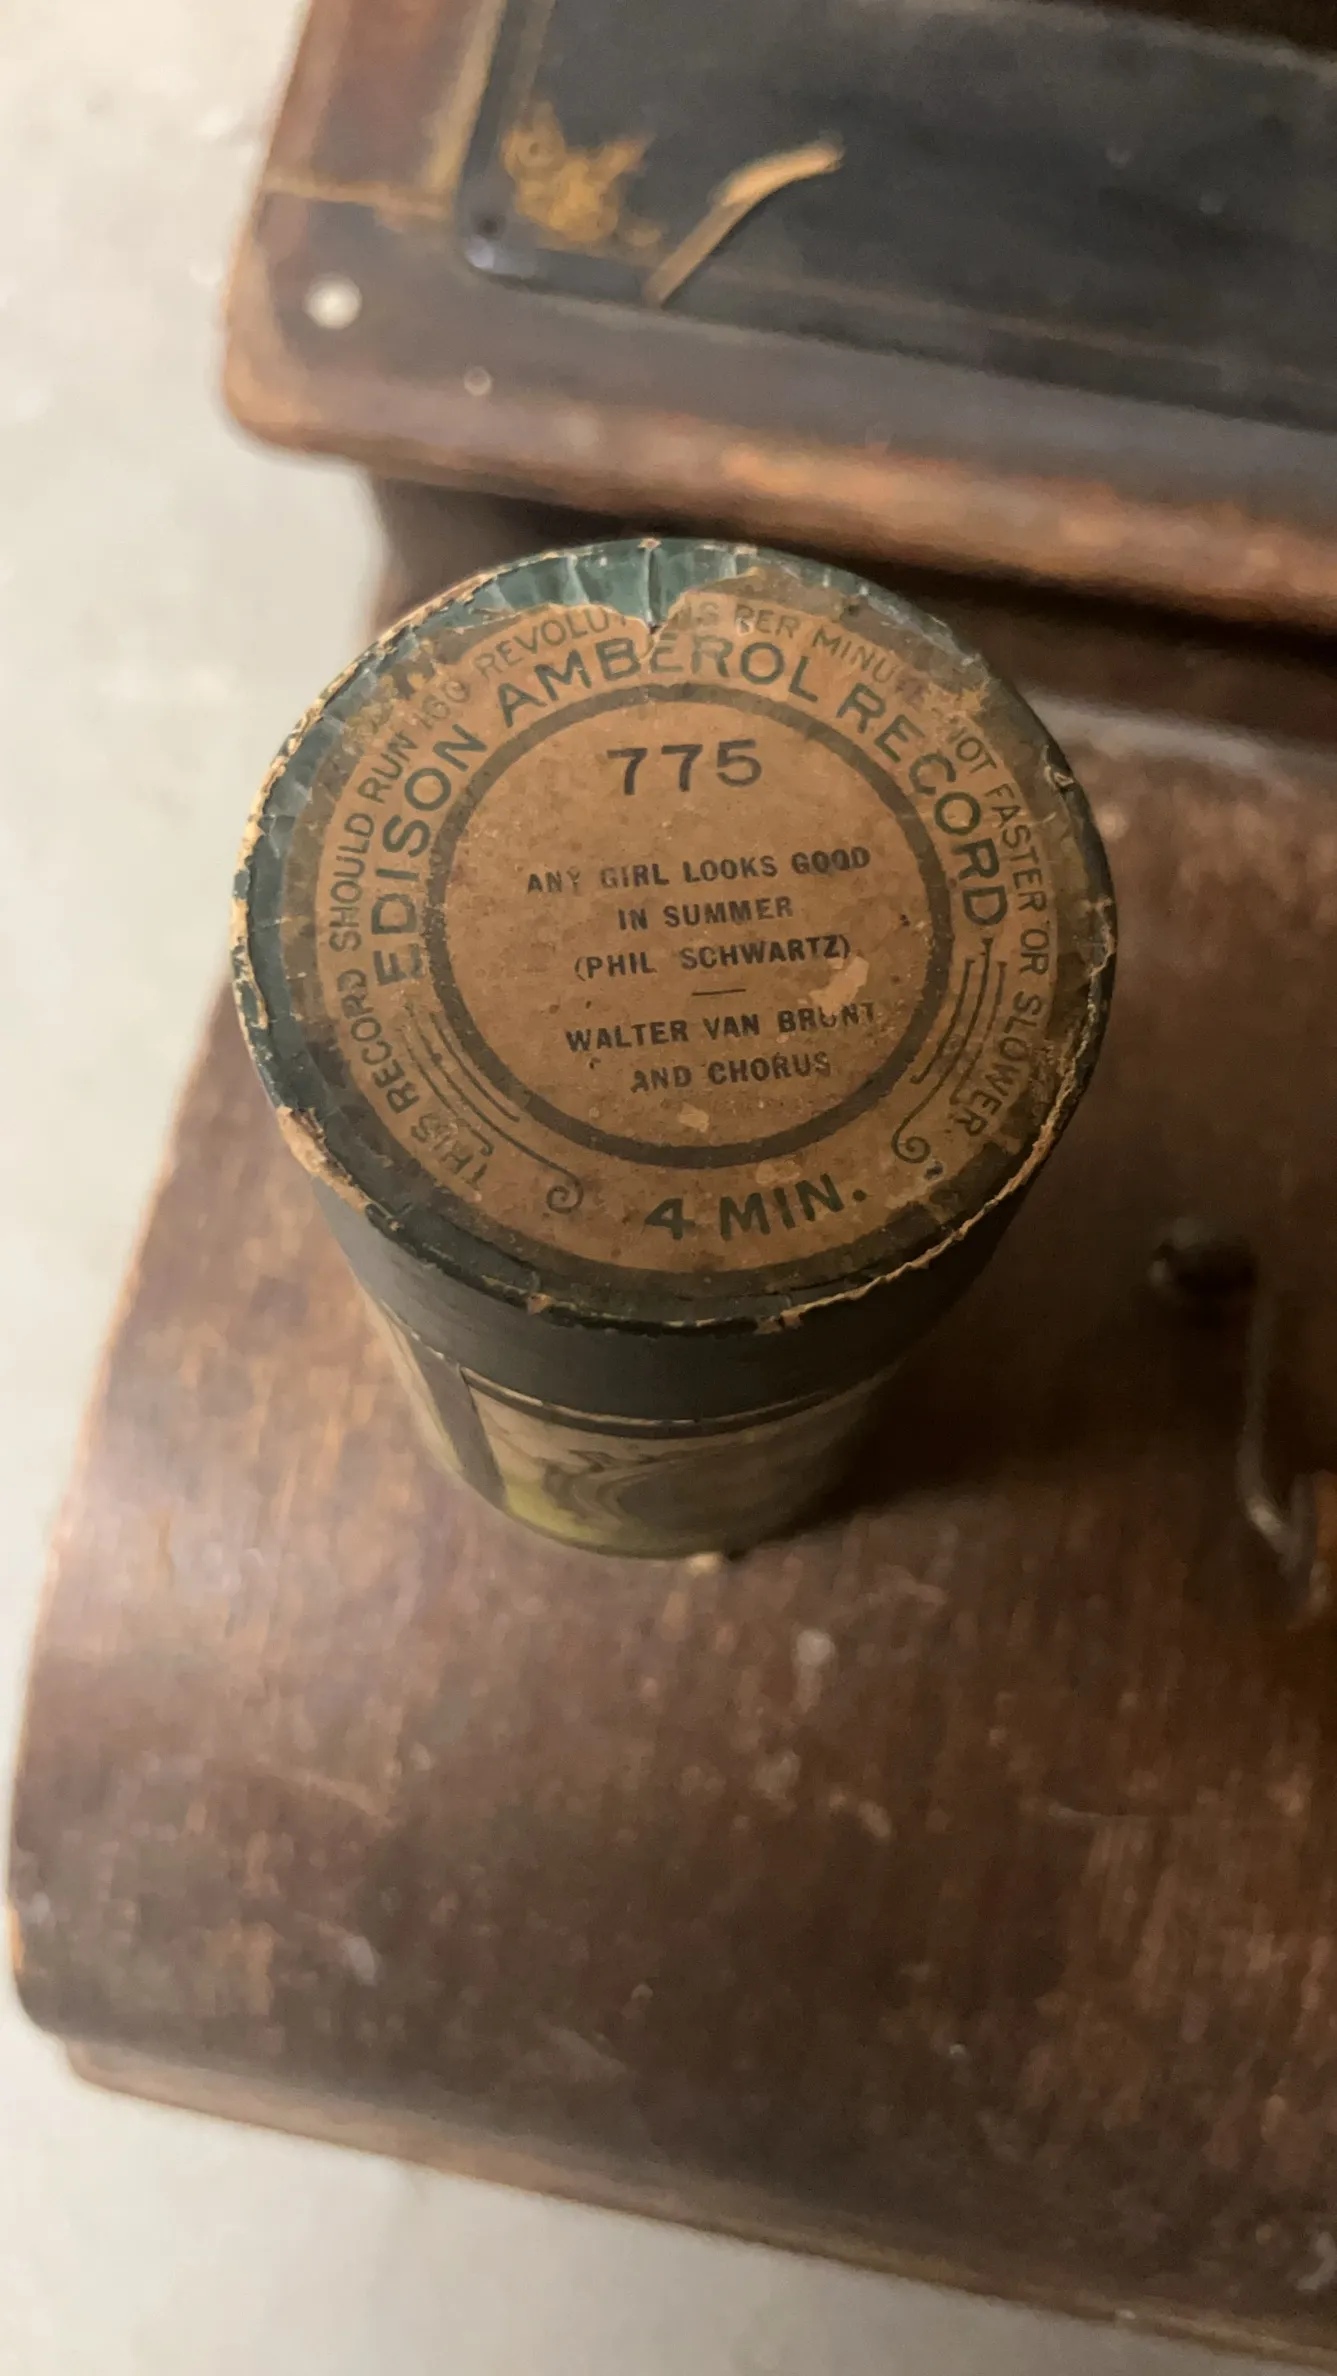 THIS RECORD SHOULD RUN 160 REVOLUTIONS PER MINUTE-NOT FASTER OR SLOWER.
EDISON AMBEROL RECORD
775
ANY GIRL LOOKS GOOD
IN SUMMER
(PHIL SCHWARTZ)
WALTER VAN BRUNT
AND CHORUS
4 MIN.